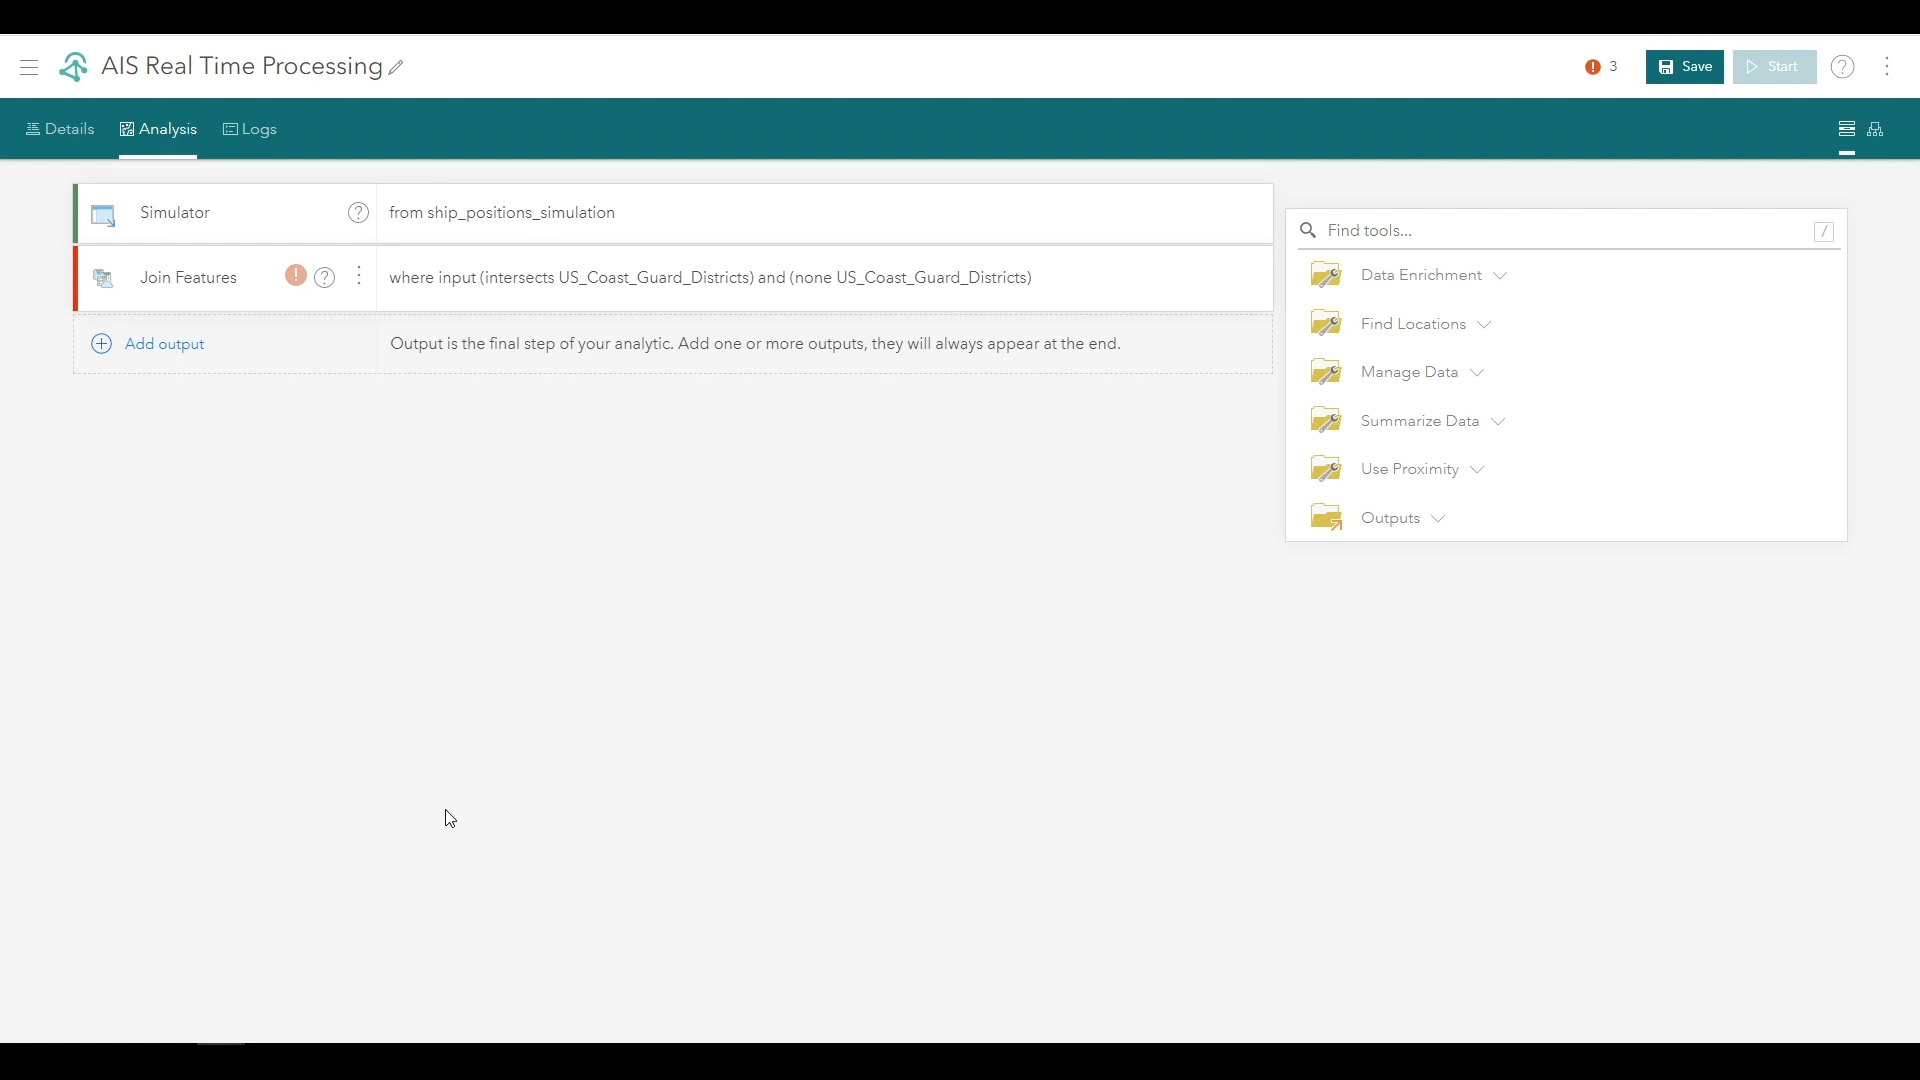 AIS Real Time Processing
3
Save
Start
?
Details
Analysis
Logs
Simulator
?
from ship_positions_simulation
Join Features
!
?
where input (intersects US_Coast_Guard_Districts) and (none US_Coast_Guard_Districts)
Add output
Output is the final step of your analytic. Add one or more outputs, they will always appear at the end.
Find tools...
/
Data Enrichment
Find Locations
Manage Data
Summarize Data
Use Proximity
Outputs